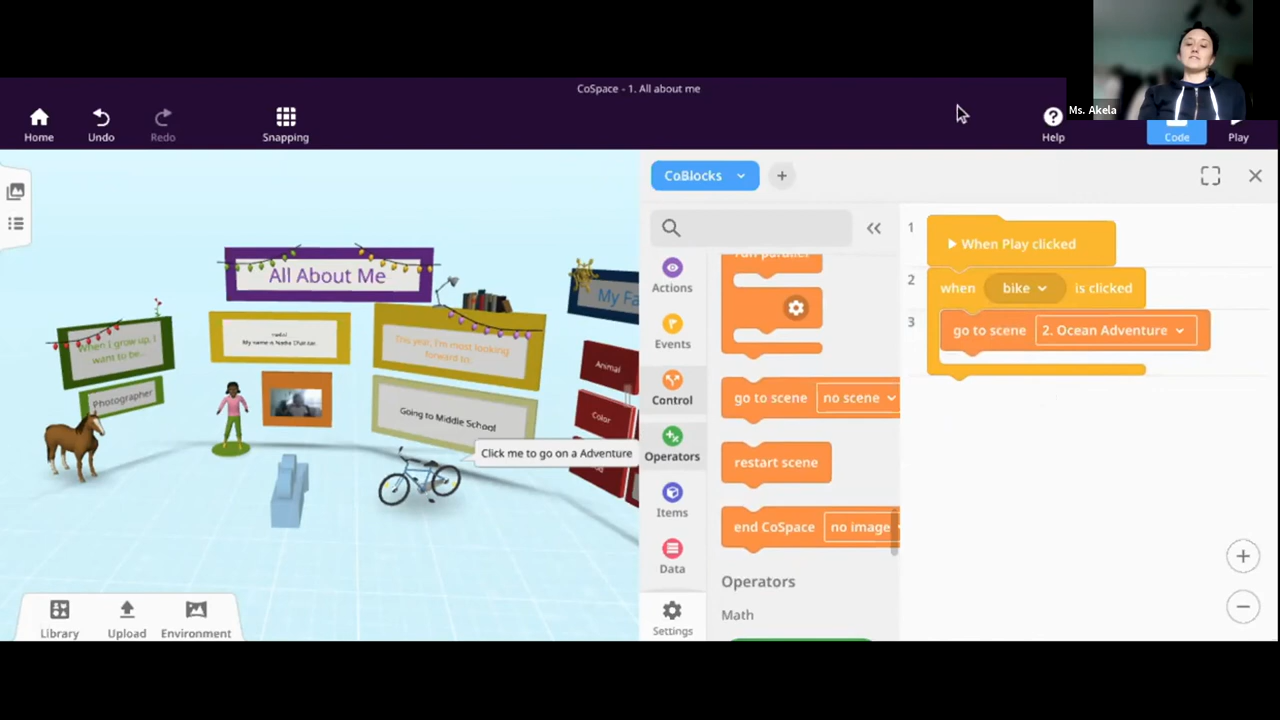 CoSpace - 1. All about me
Ms. Akela
Home
Undo
Redo
Snapping
Help
Code
Play
CoBlocks
1
When Play clicked
2
when bike is clicked
3
go to scene 2. Ocean Adventure
Actions
Events
Control
Operators
Items
Data
Settings
run parallel
go to scene no scene
restart scene
end CoSpace no image
Operators
Math
All About Me
When I grow up, I
want to be...
Photographer
My name is
This year, I'm most looking
forward to:
Going to Middle School
Click me to go on a Adventure
My Fa
Animal
Color
Library
Upload
Environment